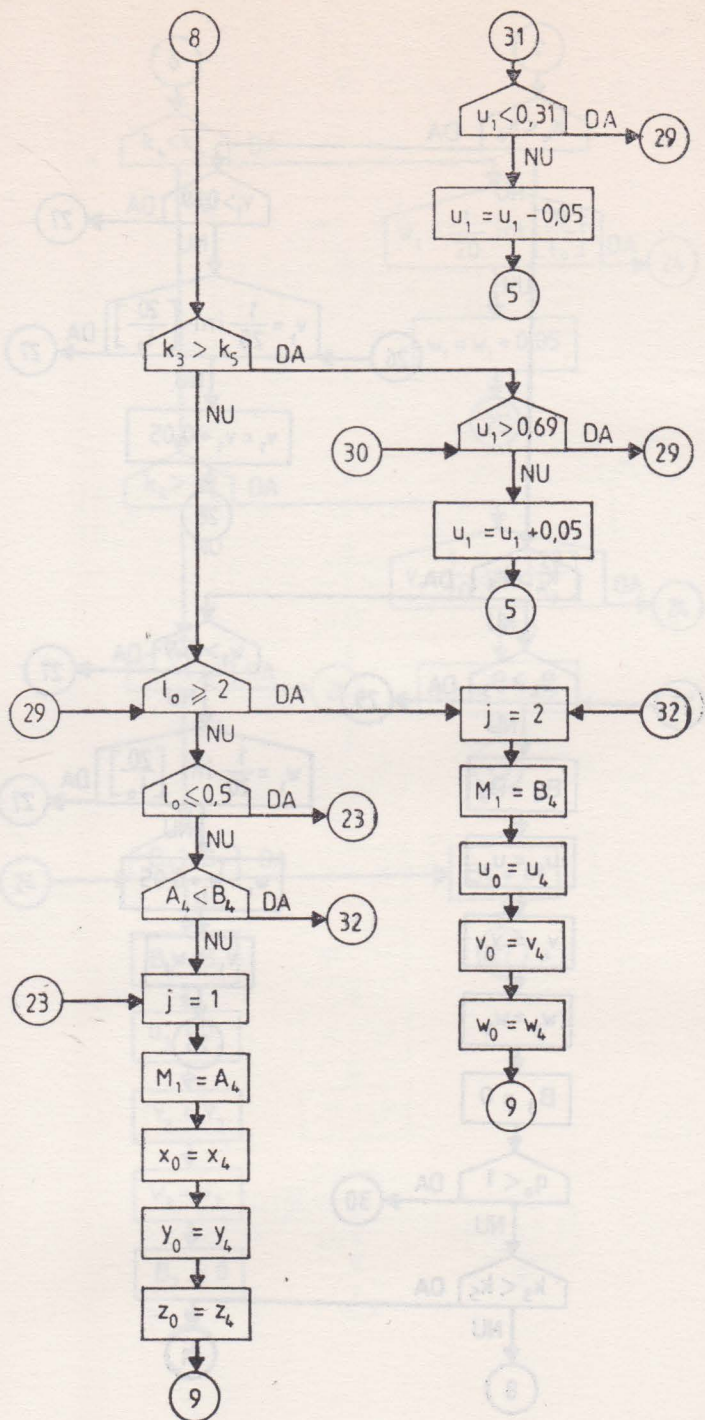 8
31
u₁ < 0,31
DA
29
NU
u₁ = u₁ - 0,05
5
k₃ > k₅
DA
NU
u₁ > 0,69
DA
30
29
NU
u₁ = u₁ + 0,05
5
l₀ ⩾ 2
DA
29
NU
j = 2
32
l₀ ⩽ 0,5
DA
23
NU
M₁ = B₄
A₄ < B₄
DA
32
NU
u₀ = u₄
v₀ = v₄
23
j = 1
w₀ = w₄
M₁ = A₄
9
x₀ = x₄
y₀ = y₄
z₀ = z₄
9